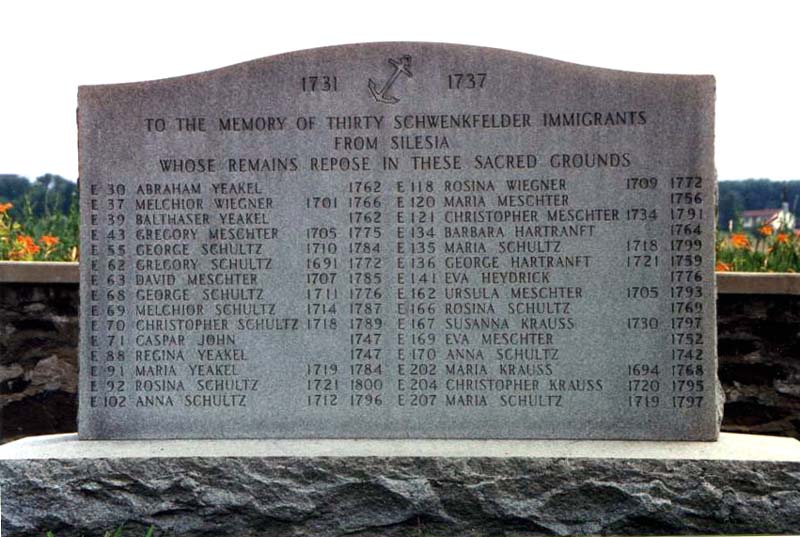 1731 1737
TO THE MEMORY OF THIRTY SCHWENKFELDER IMMIGRANTS
FROM SILESIA
WHOSE REMAINS REPOSE IN THESE SACRED GROUNDS
E 30 ABRAHAM YEAKEL 1762
E 37 MELCHIOR WIEGNER 1701 1766
E 39 BALTHASER YEAKEL 1762
E 43 GREGORY MESCHTER 1705 1775
E 55 GEORGE SCHULTZ 1710 1784
E 62 GREGORY SCHULTZ 1691 1772
E 63 DAVID MESCHTER 1707 1785
E 68 GEORGE SCHULTZ 1711 1776
E 69 MELCHIOR SCHULTZ 1714 1787
E 70 CHRISTOPHER SCHULTZ 1718 1789
E 71 CASPAR JOHN 1747
E 88 REGINA YEAKEL 1747
E 91 MARIA YEAKEL 1719 1784
E 92 ROSINA SCHULTZ 1721 1800
E 102 ANNA SCHULTZ 1712 1796
E 118 ROSINA WIEGNER 1709 1772
E 120 MARIA MESCHTER 1756
E 121 CHRISTOPHER MESCHTER 1734 1791
E 134 BARBARA HARTRANFT 1764
E 135 MARIA SCHULTZ 1718 1799
E 136 GEORGE HARTRANFT 1721 1759
E 141 EVA HEYDRICK 1776
E 162 URSULA MESCHTER 1705 1793
E 166 ROSINA SCHULTZ 1769
E 167 SUSANNA KRAUSS 1730 1797
E 169 EVA MESCHTER 1752
E 170 ANNA SCHULTZ 1742
E 202 MARIA KRAUSS 1694 1768
E 204 CHRISTOPHER KRAUSS 1720 1795
E 207 MARIA SCHULTZ 1719 1797